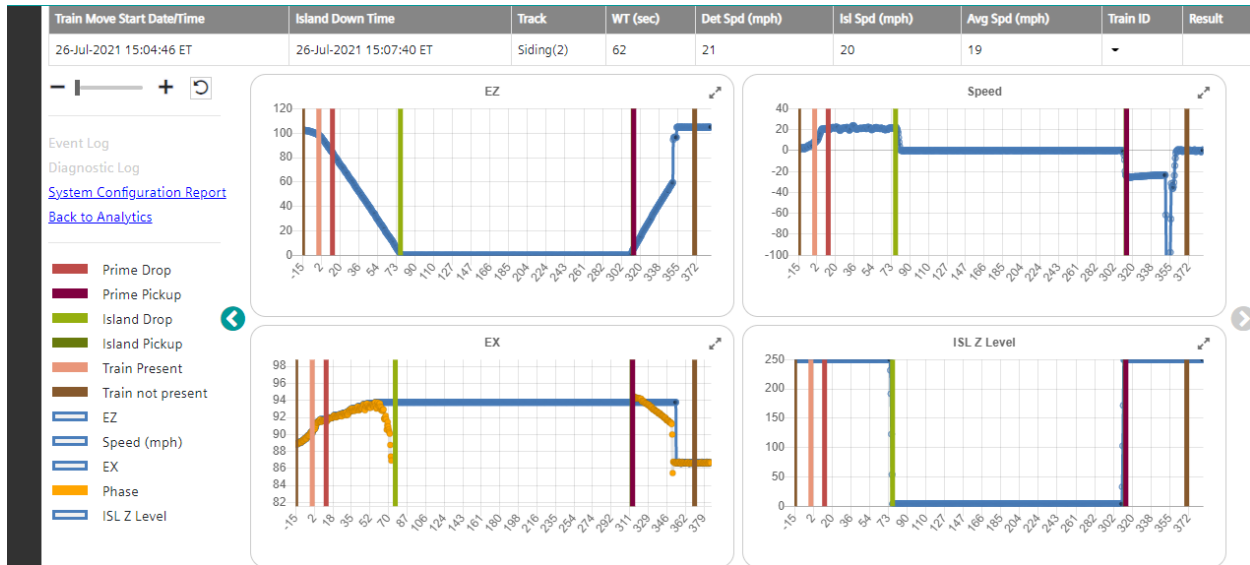 Train Move Start Date/Time Island Down Time Track WT (sec) Det Spd (mph) Isl Spd (mph) Avg Spd (mph) Train ID Result
26-Jul-2021 15:04:46 ET 26-Jul-2021 15:07:40 ET Siding(2) 62 21 20 19 -
Event Log
Diagnostic Log
System Configuration Report
Back to Analytics
Prime Drop
Prime Pickup
Island Drop
Island Pickup
Train Present
Train not present
EZ
Speed (mph)
EX
Phase
ISL Z Level
EZ
120
100
80
60
40
20
0
-15 2 20 36 54 73 90 110 127 147 166 185 204 224 243 261 282 302 320 338 355 372
Speed
40
20
0
-20
-40
-60
-80
-100
-15 2 20 36 54 73 90 110 127 147 166 185 204 224 243 261 282 302 320 338 355 372
EX
98
96
94
92
90
88
86
84
82
-15 2 18 35 52 70 87 106 124 143 161 180 198 216 235 254 274 292 311 329 346 362 379
ISL Z Level
250
200
150
100
50
0
-15 2 20 36 54 73 90 110 127 147 166 185 204 224 243 261 282 302 320 338 355 372